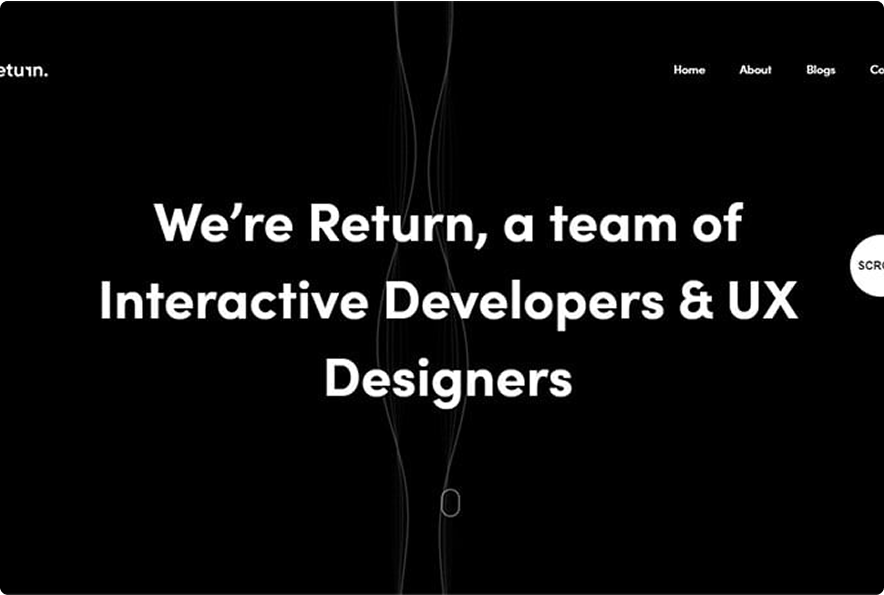 eturn.
Home About Blogs Co
We’re Return, a team of
Interactive Developers & UX
Designers
SCRO